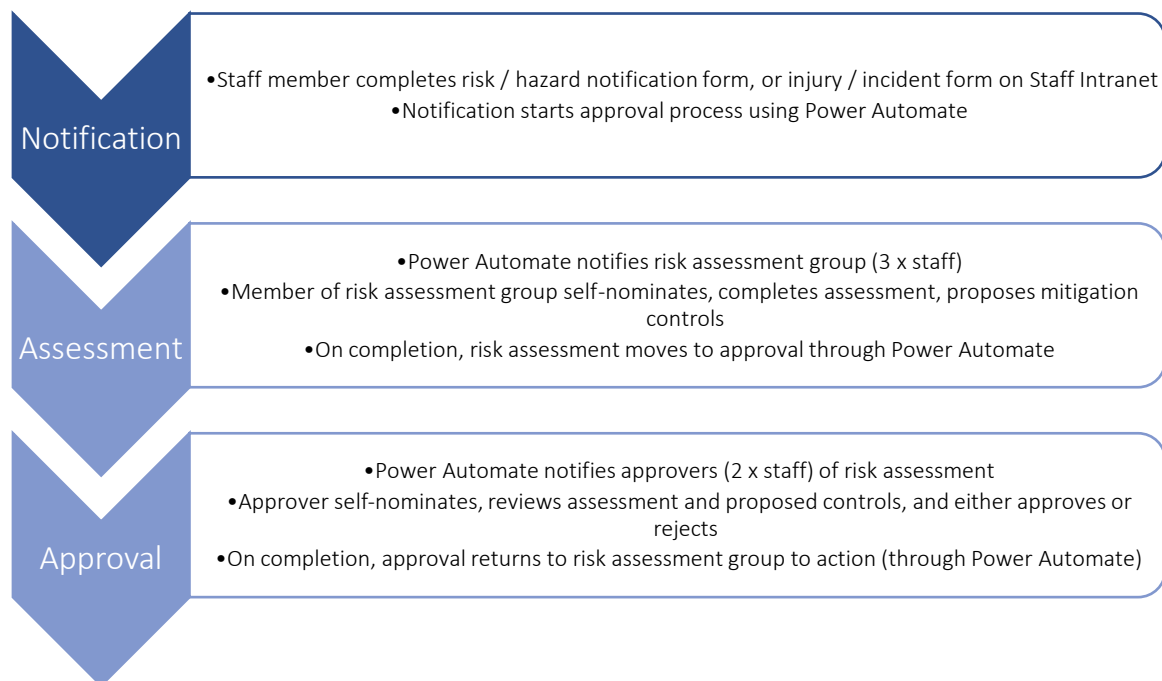 Notification
•Staff member completes risk / hazard notification form, or injury / incident form on Staff Intranet
•Notification starts approval process using Power Automate
Assessment
•Power Automate notifies risk assessment group (3 x staff)
•Member of risk assessment group self-nominates, completes assessment, proposes mitigation
controls
•On completion, risk assessment moves to approval through Power Automate
Approval
•Power Automate notifies approvers (2 x staff) of risk assessment
•Approver self-nominates, reviews assessment and proposed controls, and either approves or
rejects
•On completion, approval returns to risk assessment group to action (through Power Automate)